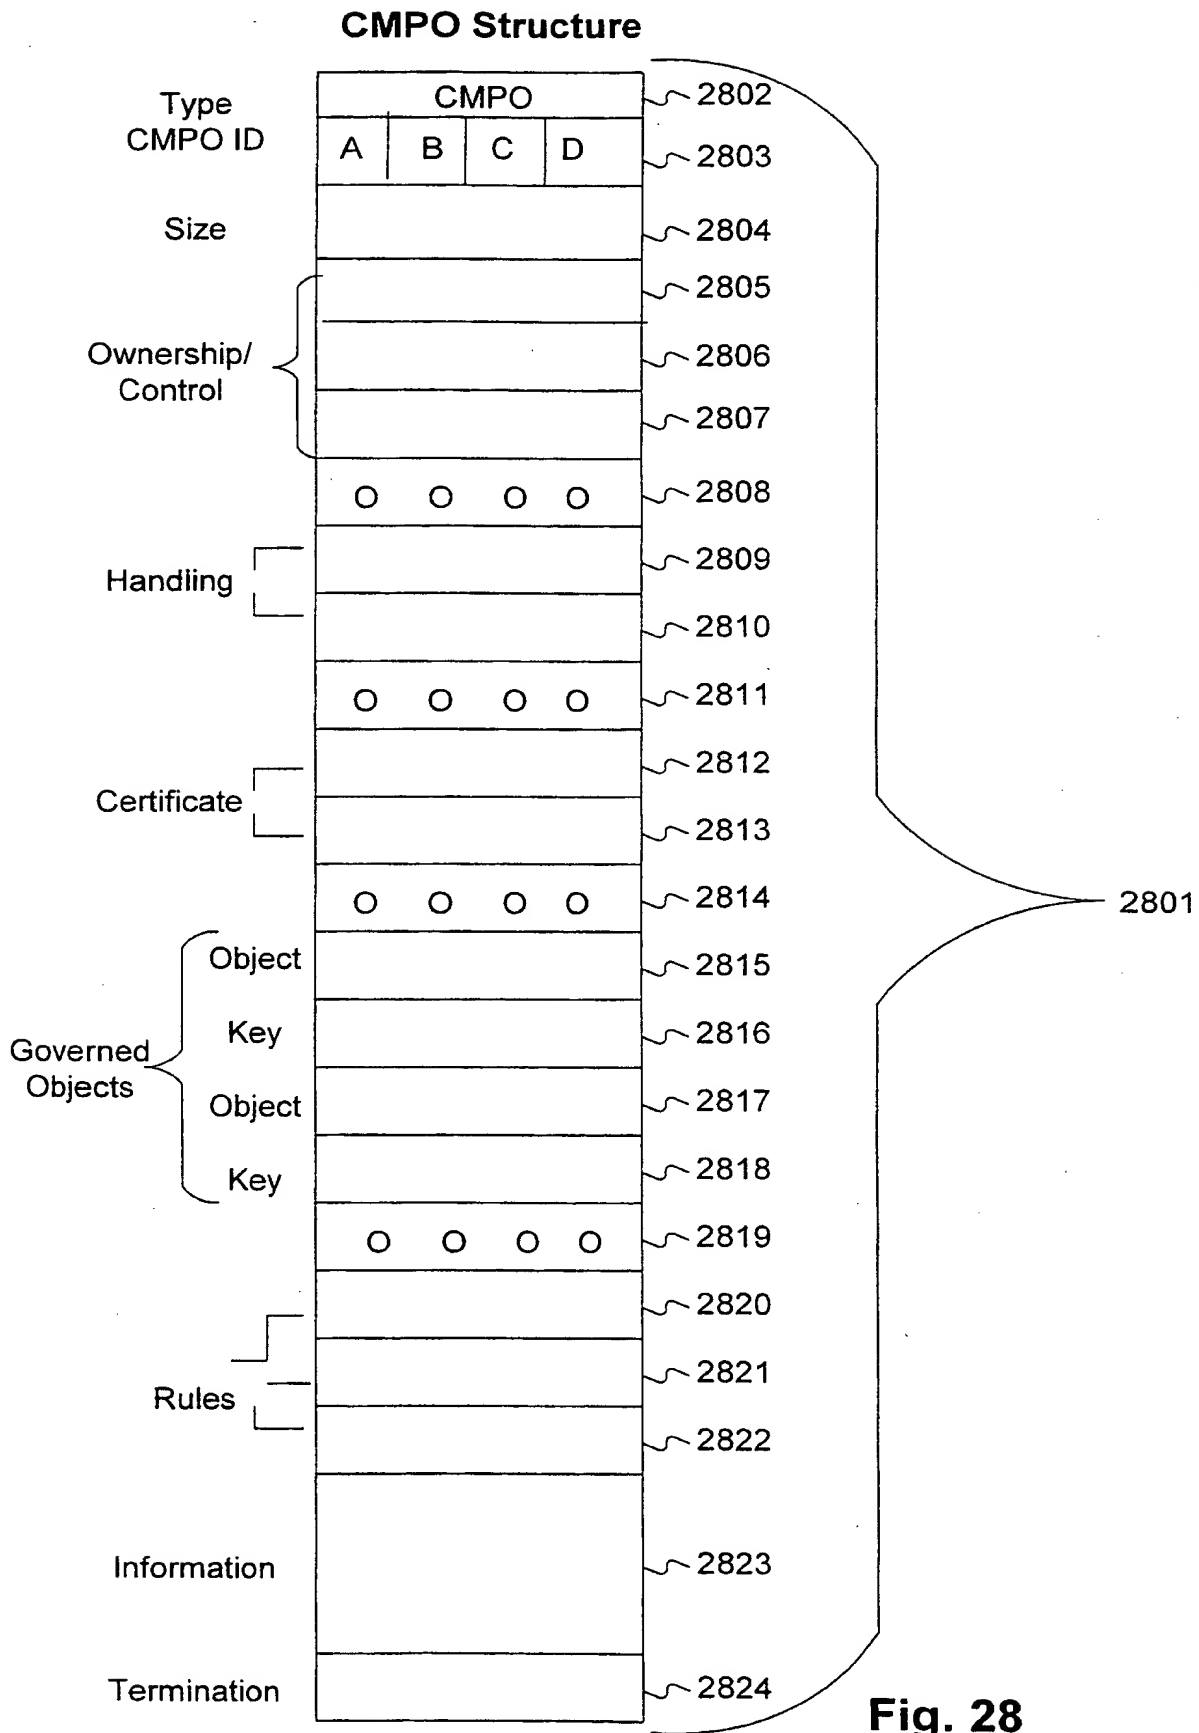 CMPO Structure
Type CMPO 2802
CMPO ID A B C D 2803
Size 2804
2805
Ownership/
Control
2806
2807
O O O O 2808
Handling
2809
2810
O O O O 2811
Certificate
2812
2813
O O O O 2814
Governed
Objects
Object 2815
Key 2816
Object 2817
Key 2818
O O O O 2819
2820
Rules
2821
2822
Information 2823
Termination 2824
2801
Fig. 28